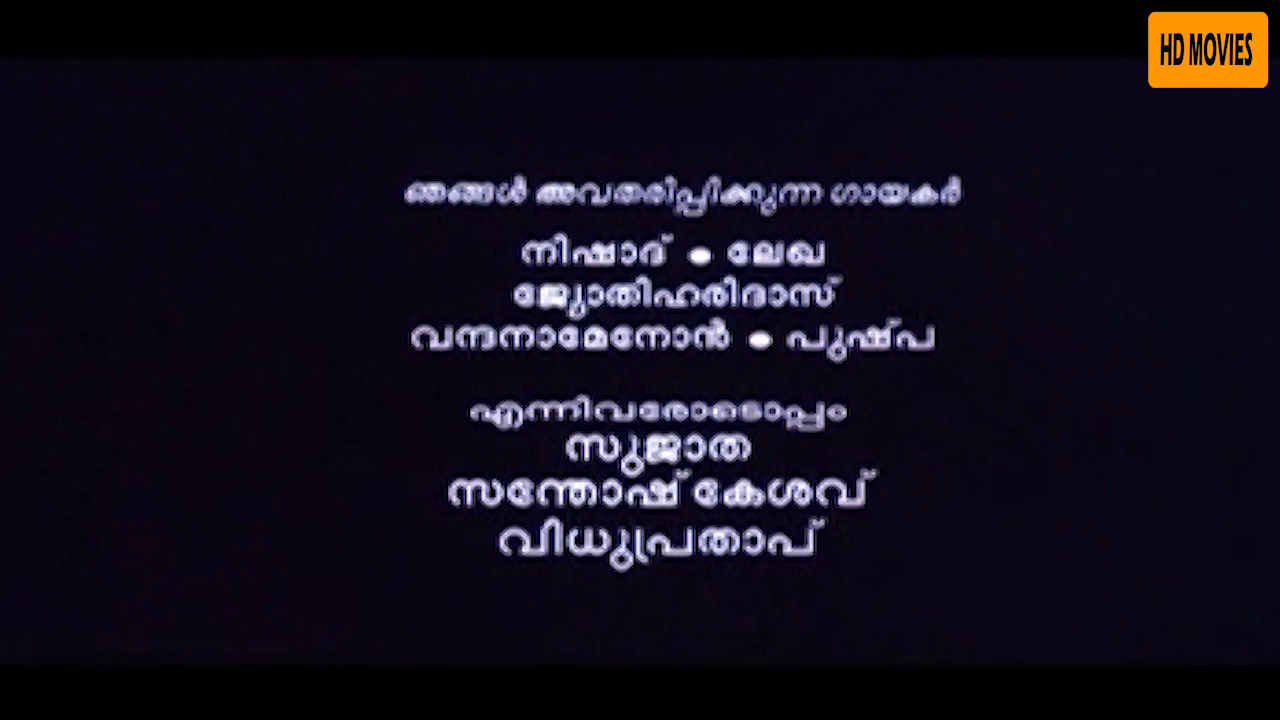 HD MOVIES
ഞങ്ങൾ അവതരിപ്പിക്കുന്ന ഗായകർ
നിഷാദ് • ലേഖ
ജ്യോതിഹരിദാസ്
വന്ദനാമേനോൻ • പുഷ്പ
എന്നിവരോടൊപ്പം
സുജാത
സന്തോഷ് കേശവ്
വിധുപ്രതാപ്